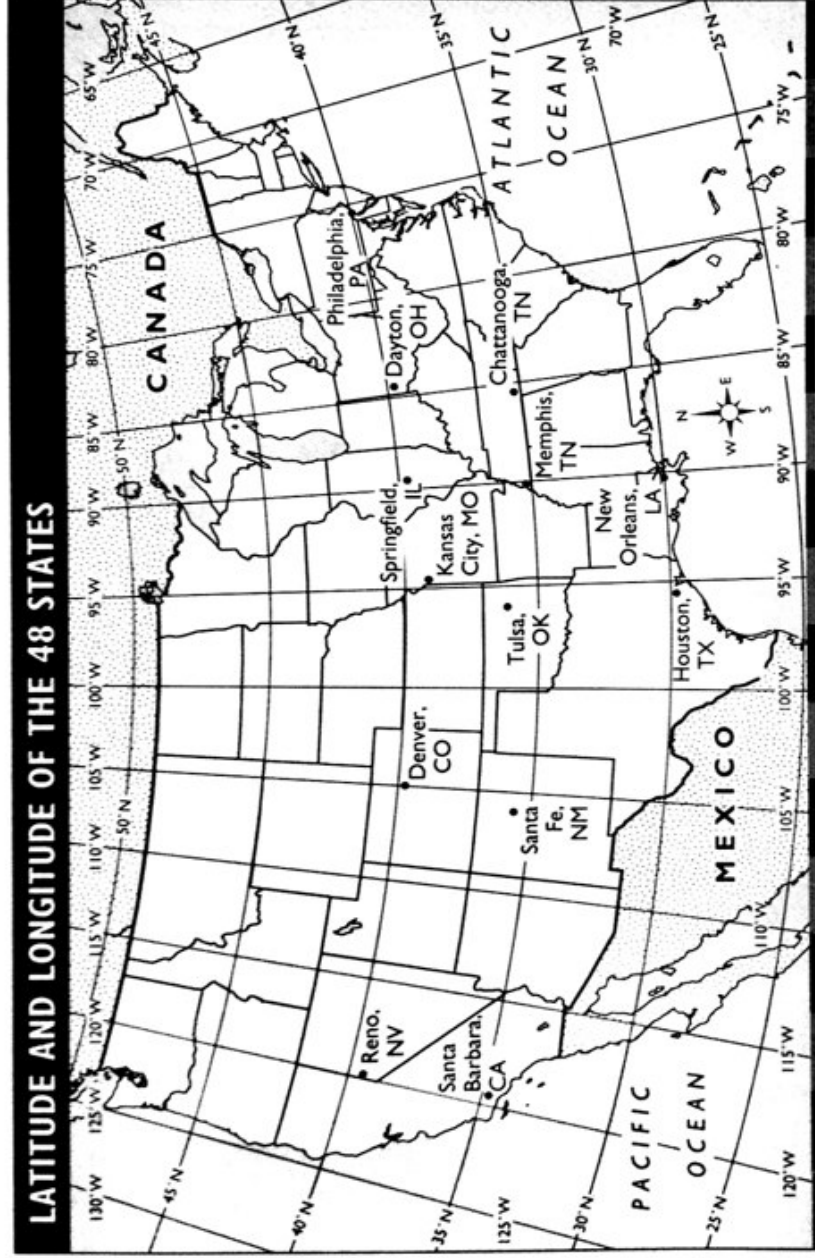 LATITUDE AND LONGITUDE OF THE 48 STATES
130°W
125°W
120°W
115°W
110°W
105°W
100°W
95°W
90°W
85°W
80°W
75°W
70°W
65°W
50°N
50°N
45°N
45°N
CANADA
40°N
40°N
35°N
35°N
Reno,
NV
Santa
Barbara,
CA
Denver,
CO
Santa
Fe,
NM
Springfield,
IL
Kansas
City, MO
Tulsa,
OK
Philadelphia,
PA
Dayton,
OH
Chattanooga,
TN
Memphis,
TN
New
Orleans,
LA
Houston,
TX
ATLANTIC
OCEAN
PACIFIC
OCEAN
MEXICO
N
W
E
S
125°W
30°N
30°N
70°W
25°N
25°N
75°W
120°W
115°W
110°W
105°W
100°W
95°W
90°W
85°W
80°W